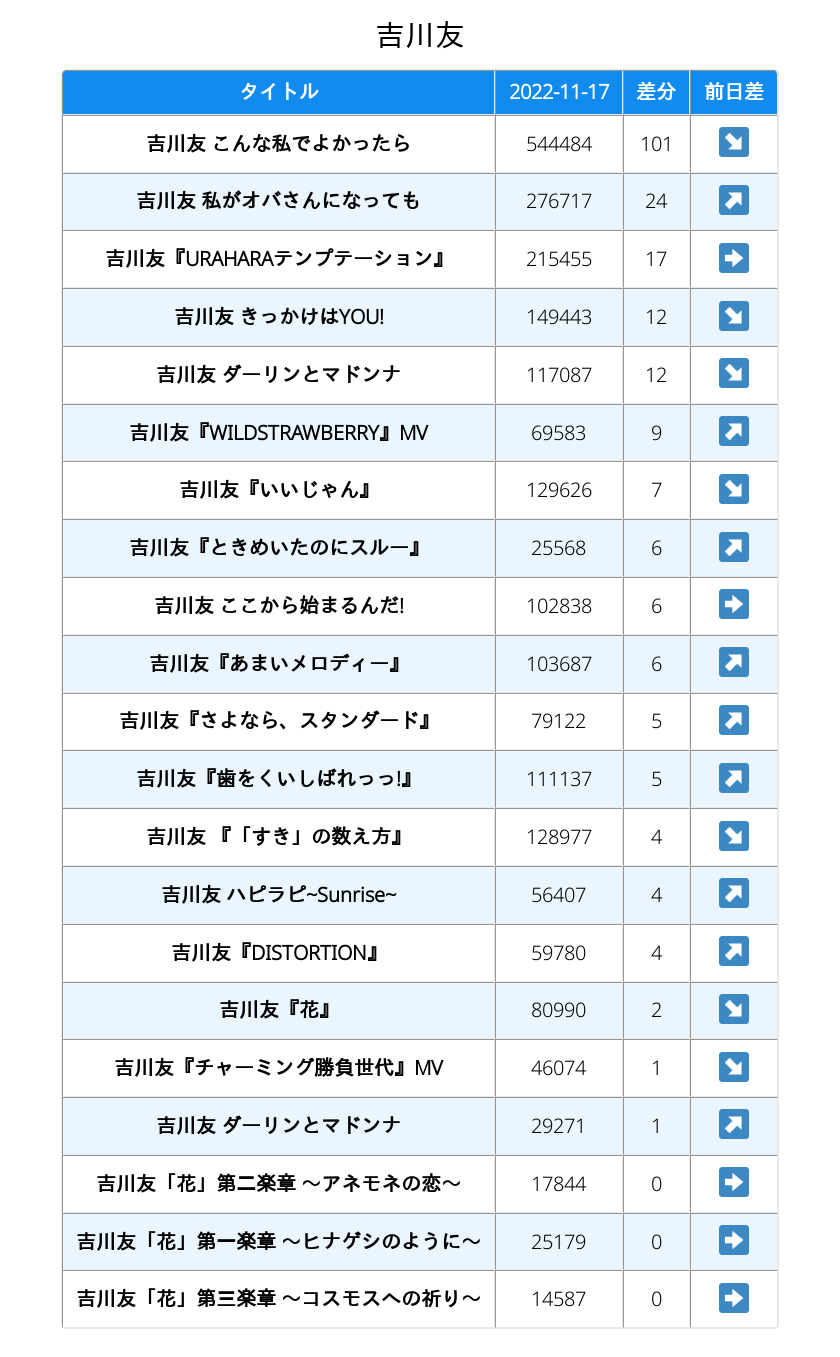 吉川友
タイトル 2022-11-17 差分 前日差
吉川友 こんな私でよかったら 544484 101 ↘
吉川友 私がオバさんになっても 276717 24 ↗
吉川友『URAHARAテンプテーション』 215455 17 ➡
吉川友 きっかけはYOU! 149443 12 ↘
吉川友 ダーリンとマドンナ 117087 12 ↘
吉川友『WILDSTRAWBERRY』MV 69583 9 ↗
吉川友『いいじゃん』 129626 7 ↘
吉川友『ときめいたのにスルー』 25568 6 ↗
吉川友 ここから始まるんだ! 102838 6 ➡
吉川友『あまいメロディー』 103687 6 ↗
吉川友『さよなら、スタンダード』 79122 5 ↗
吉川友『歯をくいしばれっっ!』 111137 5 ↗
吉川友 『「すき」の数え方』 128977 4 ↘
吉川友 ハピラピ~Sunrise~ 56407 4 ↗
吉川友『DISTORTION』 59780 4 ↗
吉川友『花』 80990 2 ↘
吉川友『チャーミング勝負世代』MV 46074 1 ↘
吉川友 ダーリンとマドンナ 29271 1 ↗
吉川友「花」第二楽章 ～アネモネの恋～ 17844 0 ➡
吉川友「花」第一楽章 ～ヒナゲシのように～ 25179 0 ➡
吉川友「花」第三楽章 ～コスモスへの祈り～ 14587 0 ➡